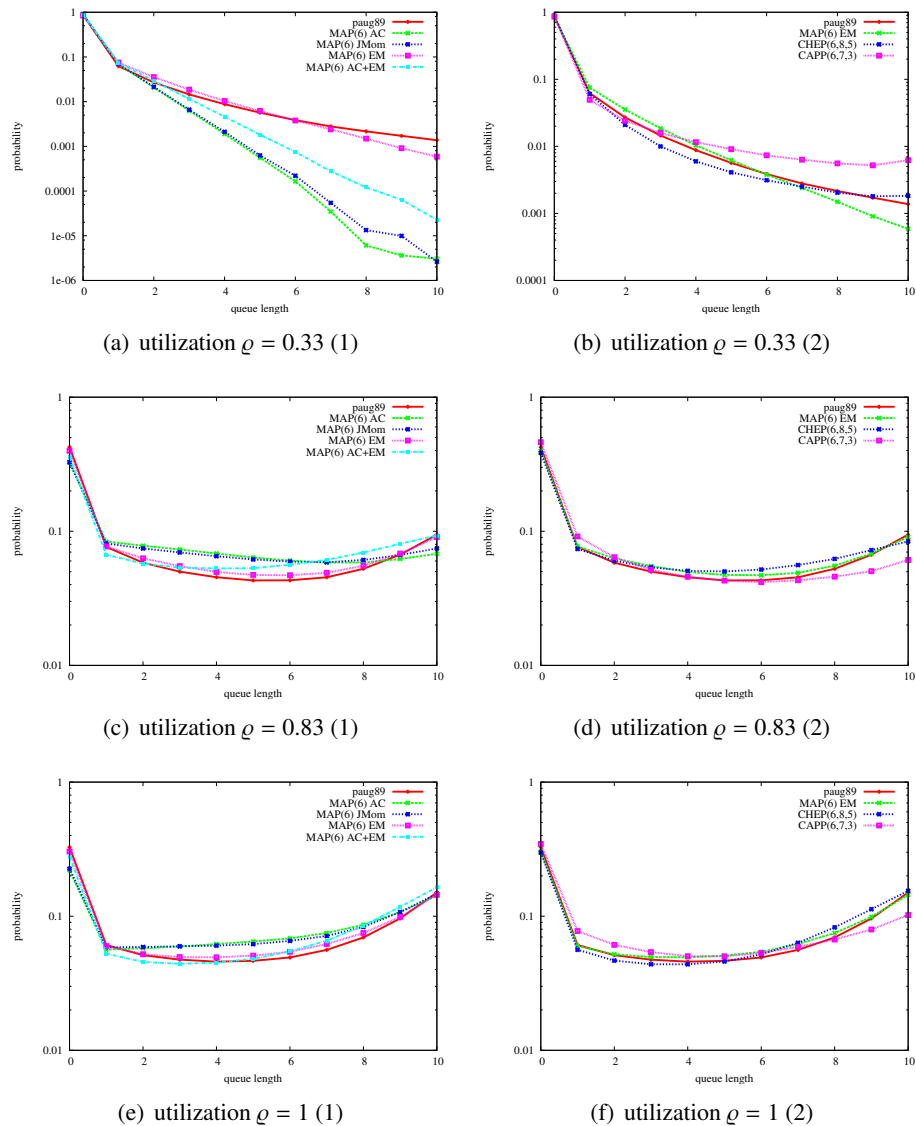 1
0.1
0.01
0.001
0.0001
1e-05
1e-06
0 2 4 6 8 10
probability
queue length
paug89
MAP(6) AC
MAP(6) JMom
MAP(6) EM
MAP(6) AC+EM
(a) utilization ϱ = 0.33 (1)
1
0.1
0.01
0.001
0.0001
0 2 4 6 8 10
probability
queue length
paug89
MAP(6) EM
CHEP(6,8,5)
CAPP(6,7,3)
(b) utilization ϱ = 0.33 (2)
1
0.1
0.01
0 2 4 6 8 10
probability
queue length
paug89
MAP(6) AC
MAP(6) JMom
MAP(6) EM
MAP(6) AC+EM
(c) utilization ϱ = 0.83 (1)
1
0.1
0.01
0 2 4 6 8 10
probability
queue length
paug89
MAP(6) EM
CHEP(6,8,5)
CAPP(6,7,3)
(d) utilization ϱ = 0.83 (2)
1
0.1
0.01
0 2 4 6 8 10
probability
queue length
paug89
MAP(6) AC
MAP(6) JMom
MAP(6) EM
MAP(6) AC+EM
(e) utilization ϱ = 1 (1)
1
0.1
0.01
0 2 4 6 8 10
probability
queue length
paug89
MAP(6) EM
CHEP(6,8,5)
CAPP(6,7,3)
(f) utilization ϱ = 1 (2)